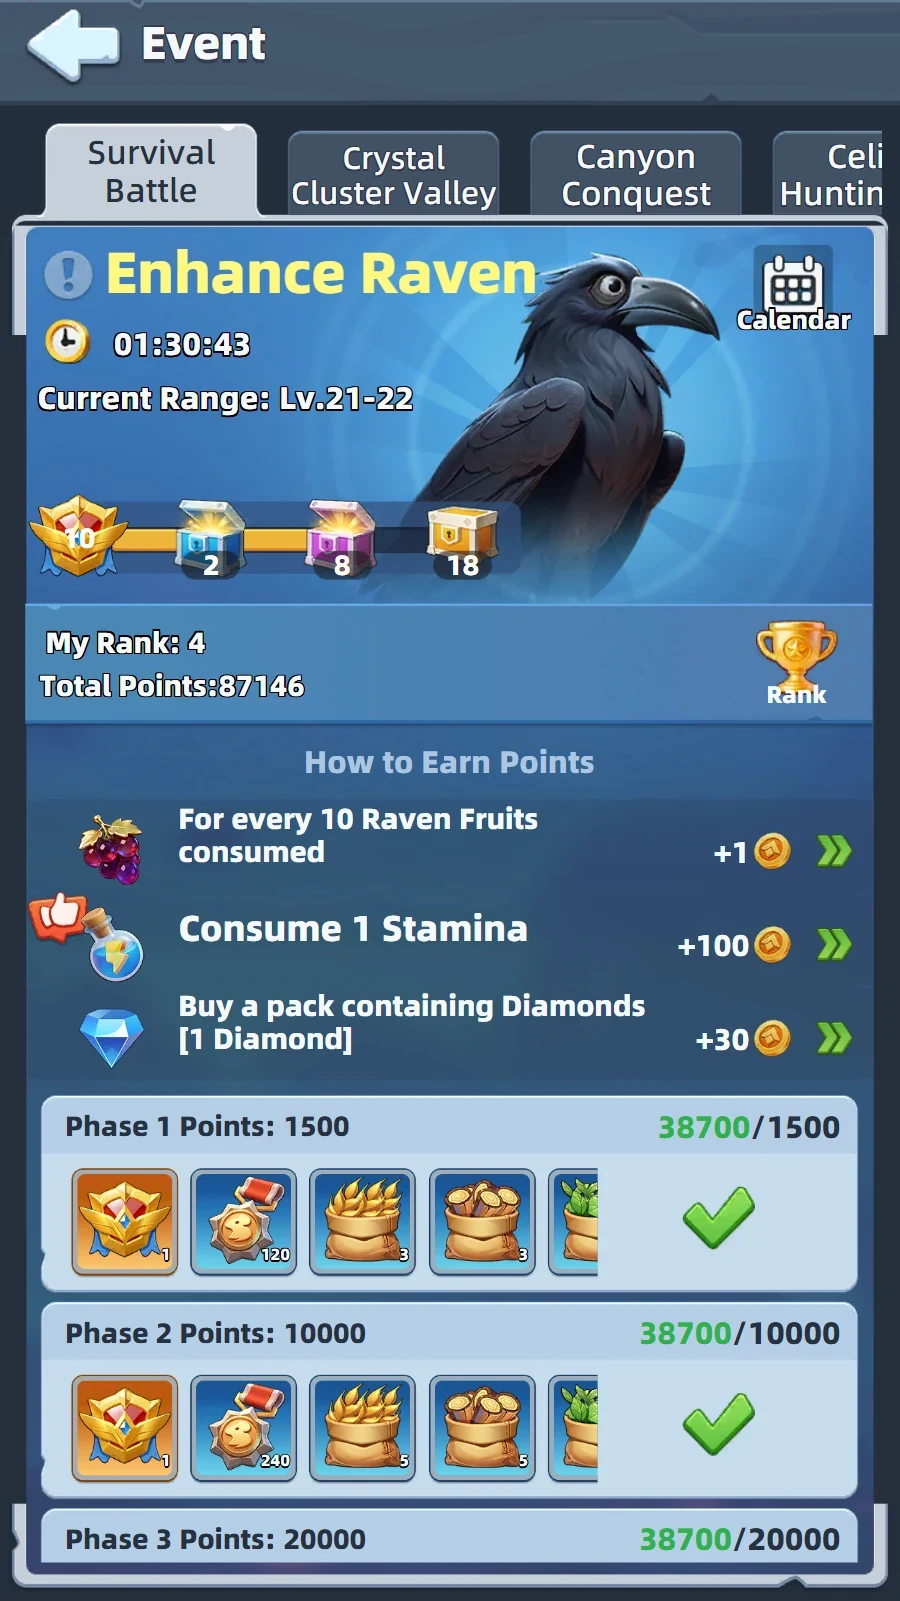 Event
Survival
Battle
Crystal
Cluster Valley
Canyon
Conquest
Celi
Huntin
Enhance Raven
Calendar
01:30:43
Current Range: Lv.21-22
10
2
8
18
My Rank: 4
Total Points:87146
Rank
How to Earn Points
For every 10 Raven Fruits
consumed
+1
Consume 1 Stamina
+100
Buy a pack containing Diamonds
[1 Diamond]
+30
Phase 1 Points: 1500
38700/1500
1
120
3
3
Phase 2 Points: 10000
38700/10000
1
240
5
5
Phase 3 Points: 20000
38700/20000